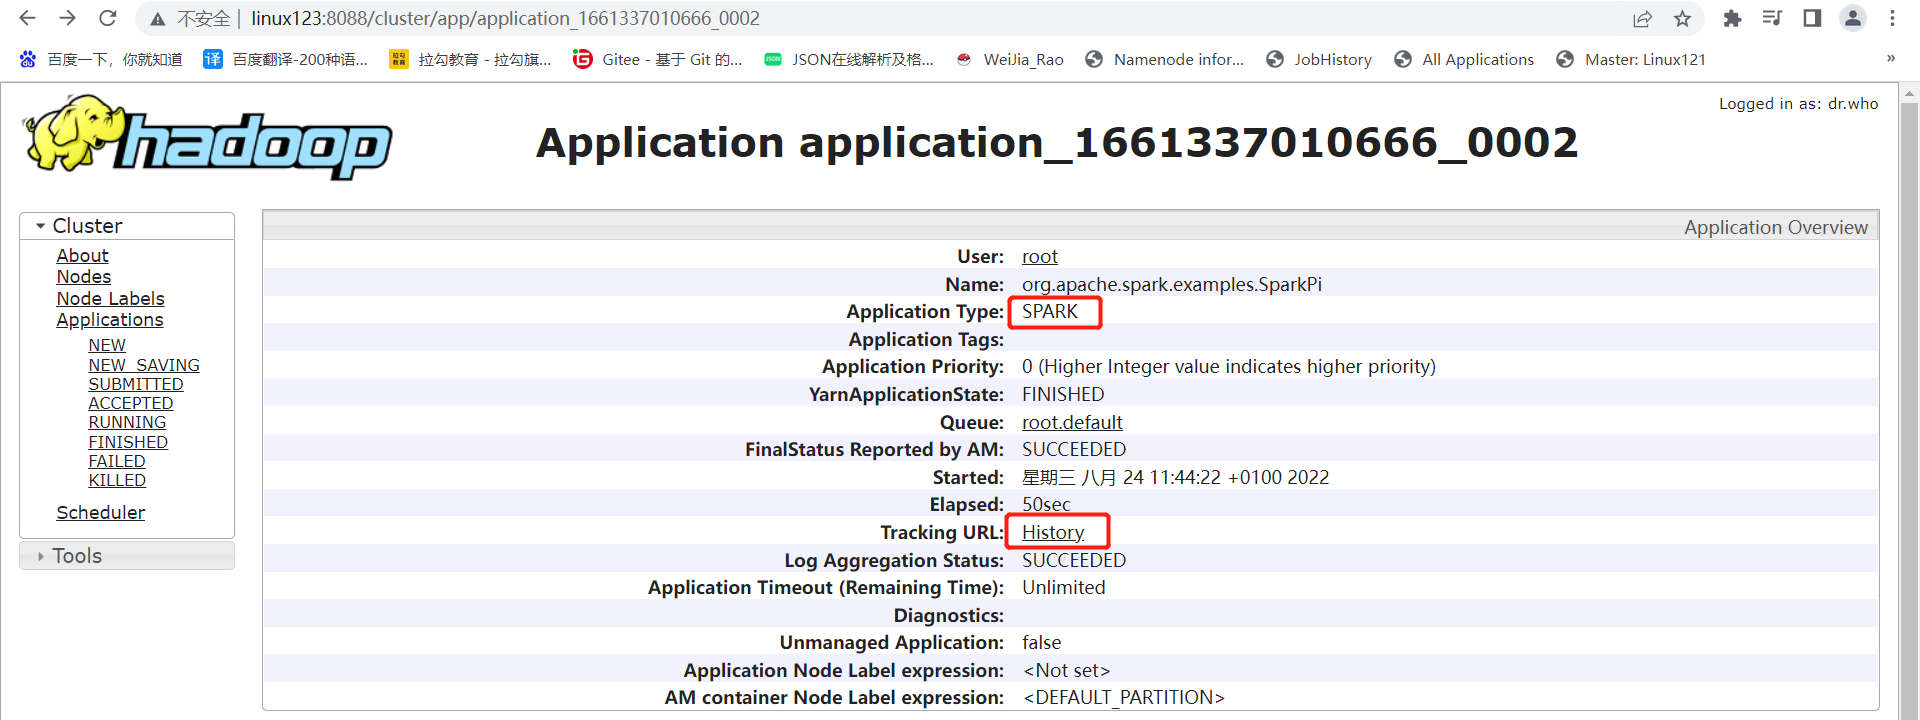 不安全 | linux123:8088/cluster/app/application_1661337010666_0002
百度一下，你就知道 译 百度翻译-200种语... 拉勾教育 拉勾教育 - 拉勾旗... G Gitee - 基于 Git 的... JSON JSON在线解析及格... WeiJia_Rao Namenode infor... JobHistory All Applications Master: Linux121 »
Logged in as: dr.who
hadoop
Application application_1661337010666_0002
Cluster
About
Nodes
Node Labels
Applications
NEW
NEW_SAVING
SUBMITTED
ACCEPTED
RUNNING
FINISHED
FAILED
KILLED
Scheduler
Tools
Application Overview
User: root
Name: org.apache.spark.examples.SparkPi
Application Type: SPARK
Application Tags:
Application Priority: 0 (Higher Integer value indicates higher priority)
YarnApplicationState: FINISHED
Queue: root.default
FinalStatus Reported by AM: SUCCEEDED
Started: 星期三 八月 24 11:44:22 +0100 2022
Elapsed: 50sec
Tracking URL: History
Log Aggregation Status: SUCCEEDED
Application Timeout (Remaining Time): Unlimited
Diagnostics:
Unmanaged Application: false
Application Node Label expression: <Not set>
AM container Node Label expression: <DEFAULT_PARTITION>